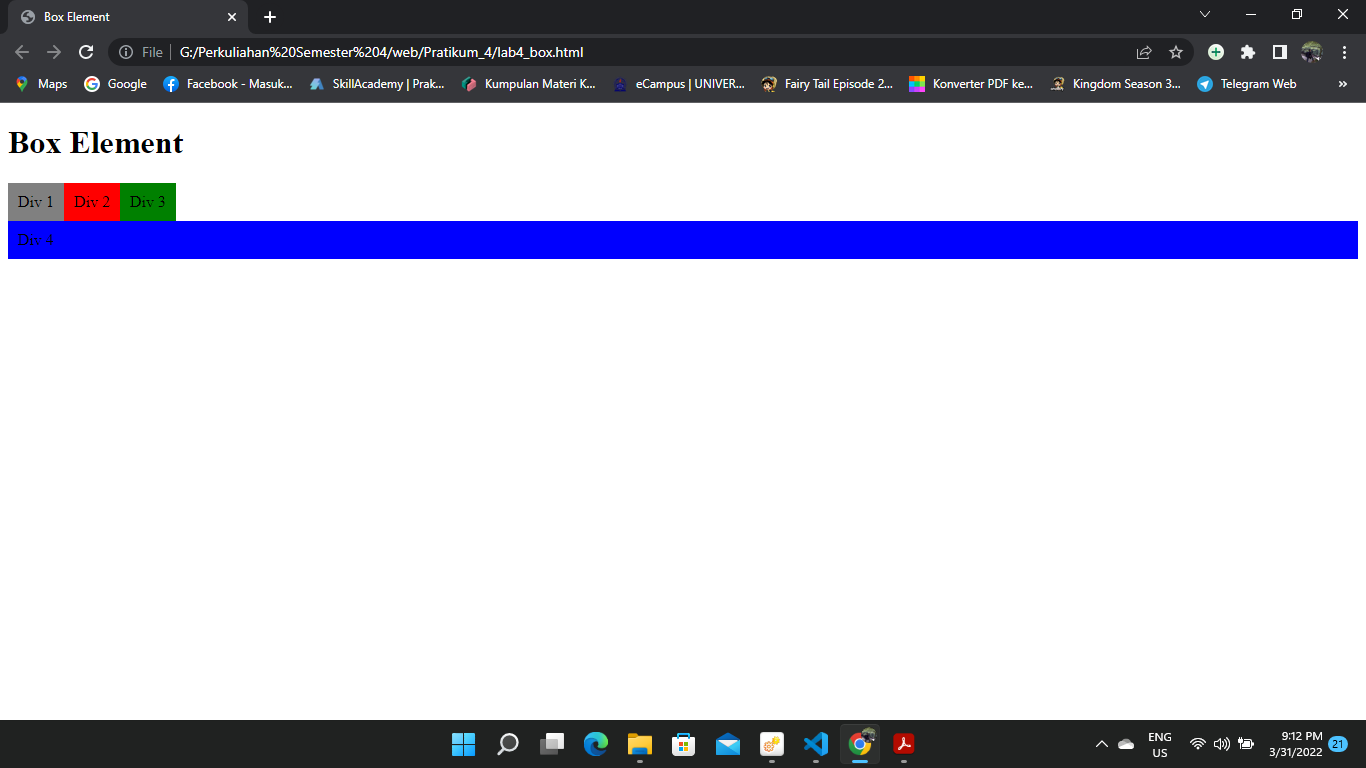 Box Element
File G:/Perkuliahan%20Semester%204/web/Pratikum_4/lab4_box.html
Maps Google Facebook - Masuk... SkillAcademy | Prak... Kumpulan Materi K... eCampus | UNIVER... Fairy Tail Episode 2... Konverter PDF ke... Kingdom Season 3... Telegram Web »
Box Element
Div 1 Div 2 Div 3
Div 4
ENG 9:12 PM
US 3/31/2022 21